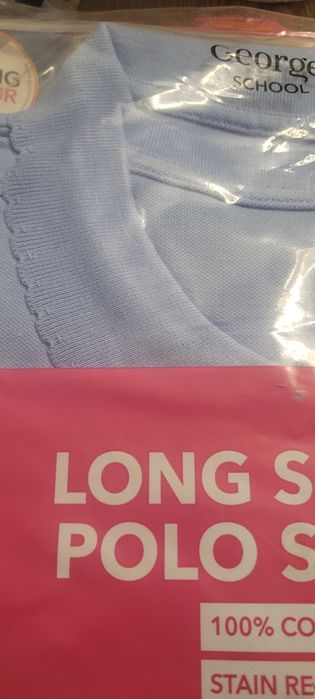 George
SCHOOL
LONG S
POLO S
100% CO
STAIN RE